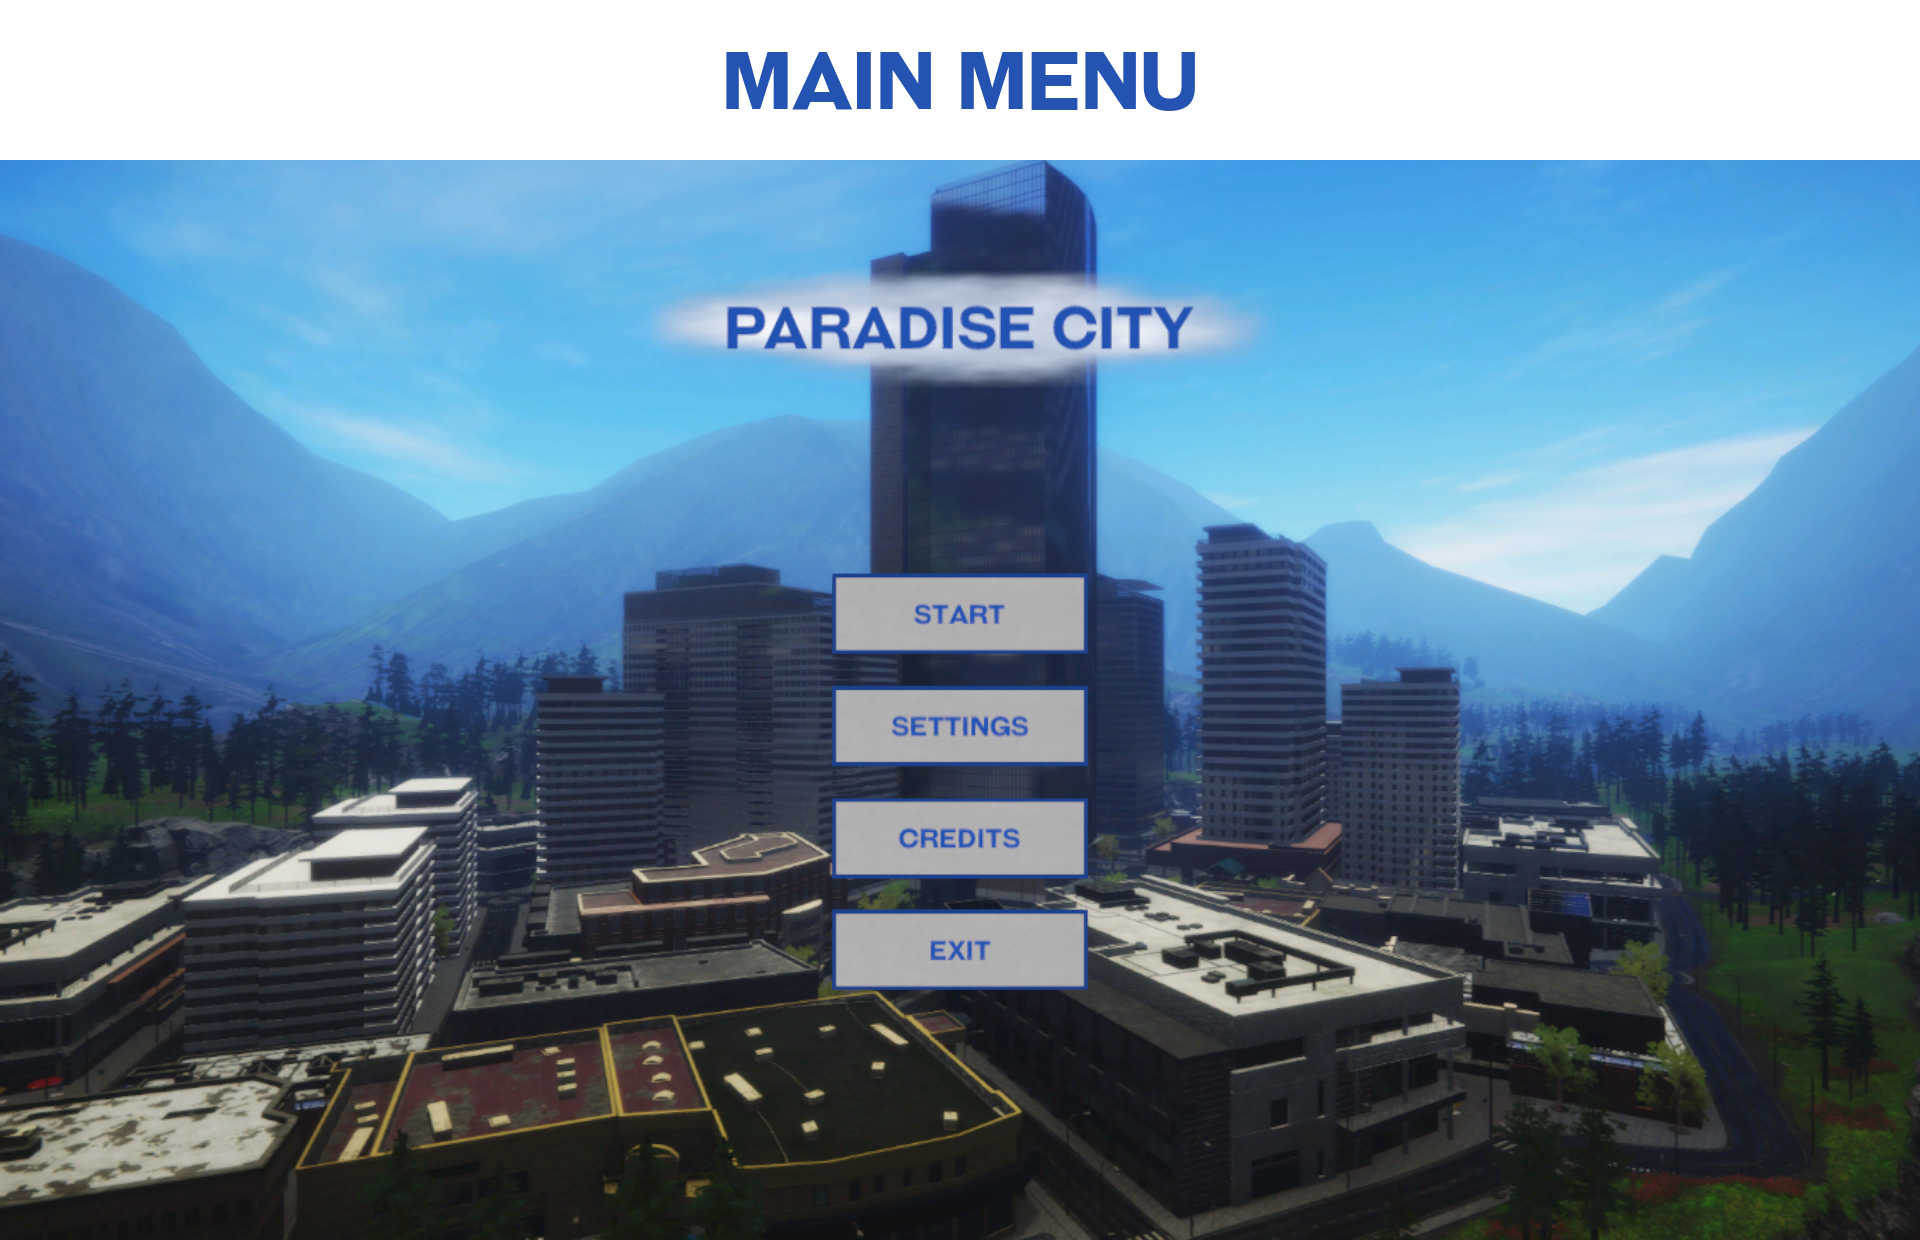 MAIN MENU
PARADISE CITY
START
SETTINGS
CREDITS
EXIT